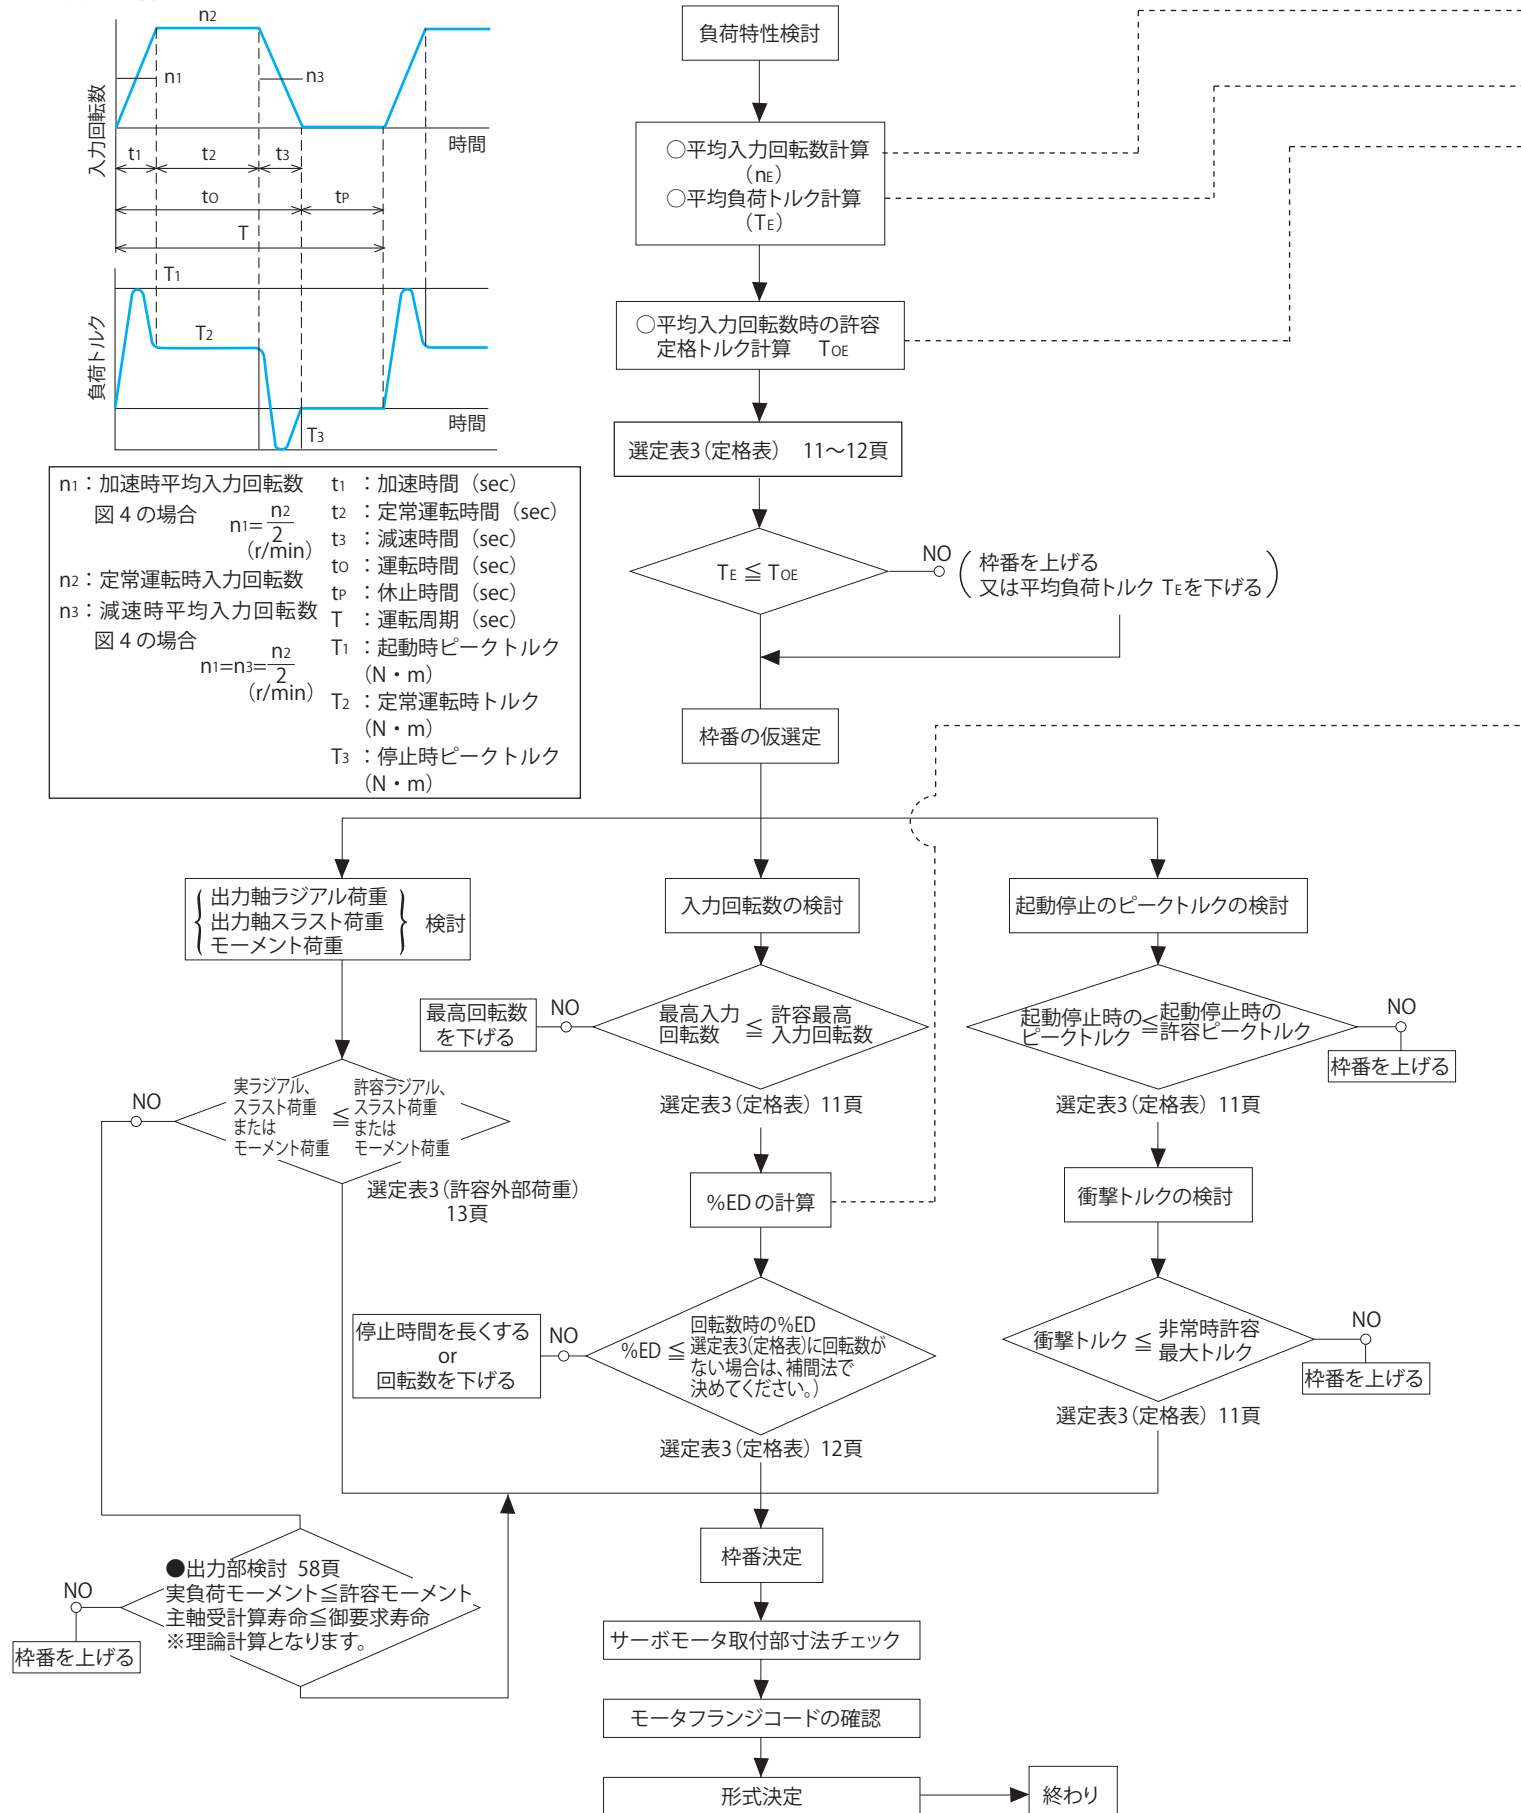 n2
n1
n3
入力回転数
時間
t1
t2
t3
to
tP
T
T1
T2
T3
負荷トルク
時間
n1：加速時平均入力回転数
図 4 の場合 n1=n2/2
(r/min)
n2：定常運転時入力回転数
n3：減速時平均入力回転数
図 4 の場合
n1=n3=n2/2
(r/min)
t1 ：加速時間（sec）
t2 ：定常運転時間（sec）
t3 ：減速時間（sec）
to ：運転時間（sec）
tP ：休止時間（sec）
T ：運転周期（sec）
T1 ：起動時ピークトルク
（N・m）
T2 ：定常運転時トルク
（N・m）
T3 ：停止時ピークトルク
（N・m）
負荷特性検討
○平均入力回転数計算
（nE）
○平均負荷トルク計算
（TE）
○平均入力回転数時の許容
定格トルク計算 TOE
選定表3（定格表） 11～12頁
TE ≦ TOE
NO
枠番を上げる
又は平均負荷トルク TEを下げる
枠番の仮選定
出力軸ラジアル荷重
出力軸スラスト荷重
モーメント荷重
検討
実ラジアル、
スラスト荷重
または
モーメント荷重
≦
許容ラジアル、
スラスト荷重
または
モーメント荷重
NO
選定表3（許容外部荷重）
13頁
入力回転数の検討
最高入力
回転数
≦
許容最高
入力回転数
NO
最高回転数
を下げる
選定表3（定格表） 11頁
%EDの計算
%ED ≦
回転数時の%ED
選定表3(定格表)に回転数が
ない場合は、補間法で
決めてください。）
NO
停止時間を長くする
or
回転数を下げる
選定表3（定格表） 12頁
起動停止のピークトルクの検討
起動停止時の
ピークトルク
≦
起動停止時の
許容ピークトルク
NO
枠番を上げる
選定表3（定格表） 11頁
衝撃トルクの検討
衝撃トルク ≦
非常時許容
最大トルク
NO
枠番を上げる
選定表3（定格表） 11頁
●出力部検討 58頁
実負荷モーメント≦許容モーメント
主軸受計算寿命≦御要求寿命
※理論計算となります。
NO
枠番を上げる
枠番決定
サーボモータ取付部寸法チェック
モータフランジコードの確認
形式決定
終わり